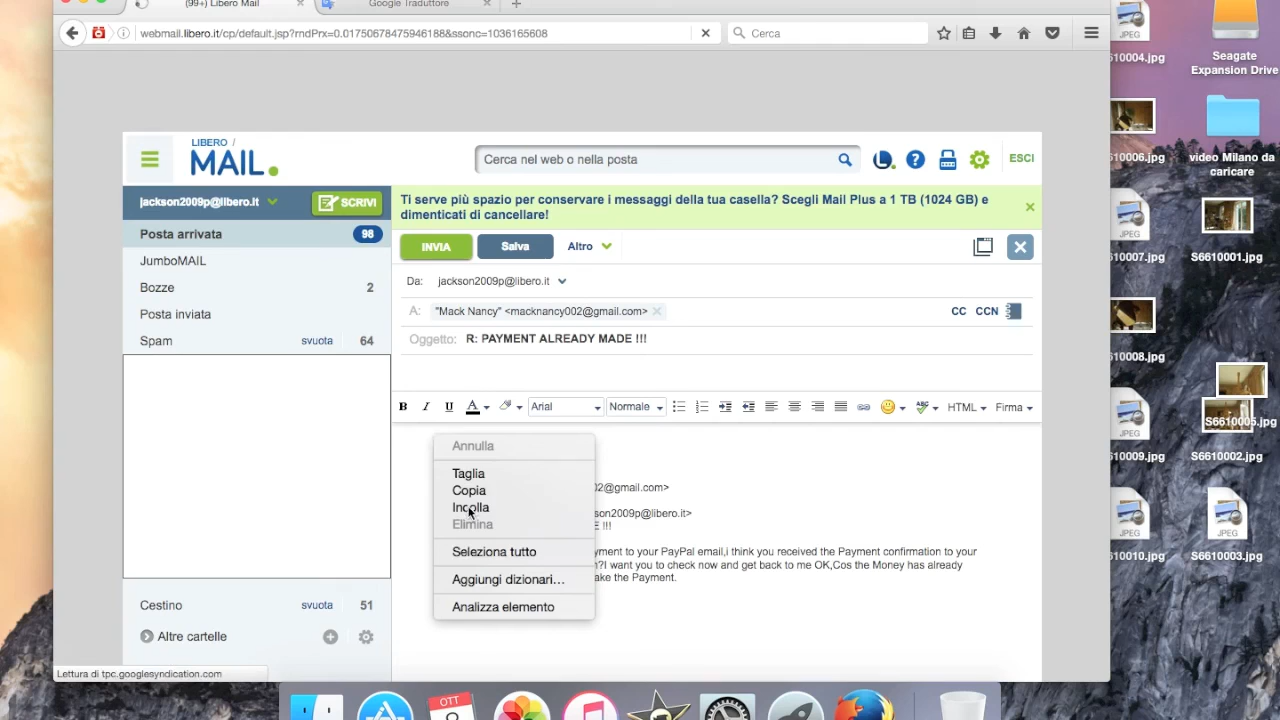 (99+) Libero Mail
Google Traduttore
webmail.libero.it/cp/default.jsp?rndPrx=0.01750678475946188&ssonc=1036165608
Cerca
LIBERO /
MAIL
Cerca nel web o nella posta
ESCI
jackson2009p@libero.it
SCRIVI
Ti serve più spazio per conservare i messaggi della tua casella? Scegli Mail Plus a 1 TB (1024 GB) e
dimenticati di cancellare!
Posta arrivata 98
JumboMAIL
Bozze 2
Posta inviata
Spam svuota 64
Cestino svuota 51
Altre cartelle
INVIA
Salva
Altro
Da: jackson2009p@libero.it
A: "Mack Nancy" <macknancy002@gmail.com>
CC CCN
Oggetto: R: PAYMENT ALREADY MADE !!!
B I U A Arial Normale HTML Firma
02@gmail.com>
son2009p@libero.it>
E !!!
yment to your PayPal email,i think you received the Payment confirmation to your
n?I want you to check now and get back to me OK,Cos the Money has already
ake the Payment.
Annulla
Taglia
Copia
Incolla
Elimina
Seleziona tutto
Aggiungi dizionari...
Analizza elemento
Lettura di tpc.googlesyndication.com
JPEG
610004.jpg
Seagate
Expansion Drive
610006.jpg
video Milano da
caricare
JPEG
610007.jpg
S6610001.jpg
610008.jpg
S6610005.jpg
JPEG
610009.jpg
S6610002.jpg
JPEG
610010.jpg
JPEG
S6610003.jpg
OTT